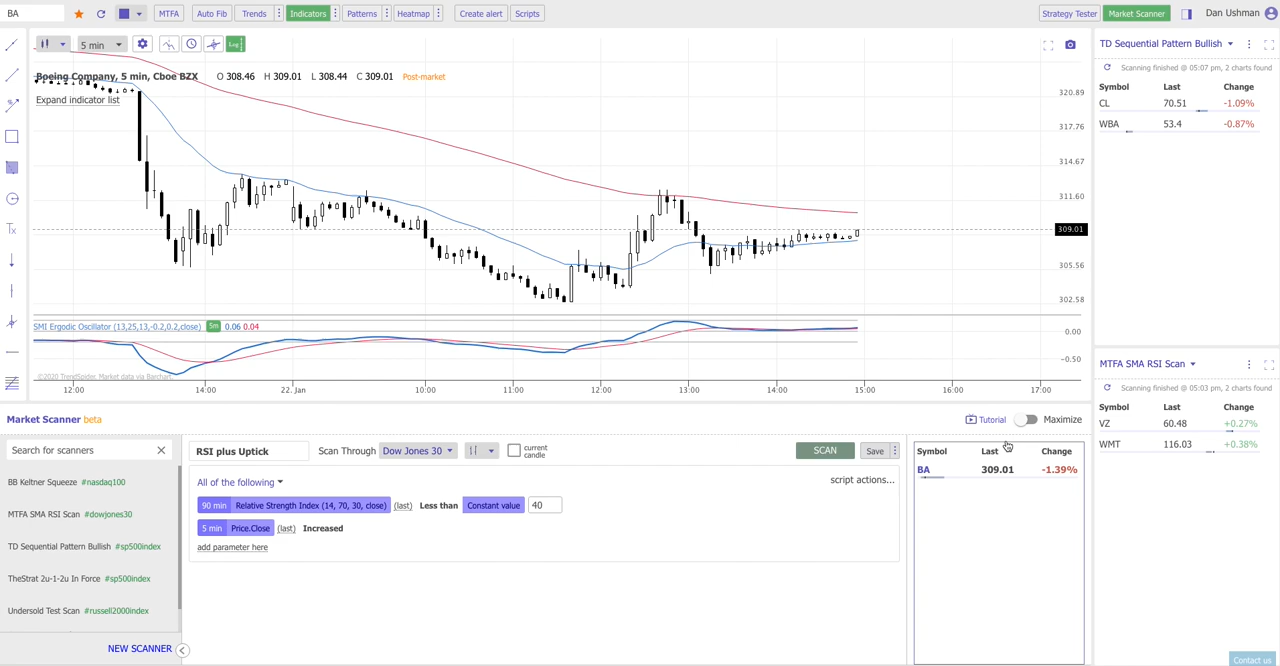 BA
MTFA
Auto Fib
Trends
Indicators
Patterns
Heatmap
Create alert
Scripts
Strategy Tester
Market Scanner
Dan Ushman
5 min
Log
Boeing Company, 5 min, Cboe BZX O 308.46 H 309.01 L 308.44 C 309.01 Post-market
Expand indicator list
320.89
317.76
314.67
311.60
309.01
305.56
302.58
SMI Ergodic Oscillator (13,25,13,-0.2,0.2,close) 5m 0.06 0.04
0.00
-0.50
©2020 TrendSpider. Market data via Barchart.
12:00 14:00 22. Jan 10:00 11:00 12:00 13:00 14:00 15:00 16:00 17:00
TD Sequential Pattern Bullish
Scanning finished @ 05:07 pm, 2 charts found
Symbol Last Change
CL 70.51 -1.09%
WBA 53.4 -0.87%
MTFA SMA RSI Scan
Scanning finished @ 05:03 pm, 2 charts found
Symbol Last Change
VZ 60.48 +0.27%
WMT 116.03 +0.38%
Market Scanner beta
Tutorial
Maximize
Search for scanners
BB Keltner Squeeze #nasdaq100
MTFA SMA RSI Scan #dowjones30
TD Sequential Pattern Bullish #sp500index
TheStrat 2u-1-2u In Force #sp500index
Undersold Test Scan #russell2000index
NEW SCANNER
RSI plus Uptick
Scan Through Dow Jones 30
current
candle
SCAN
Save
All of the following
script actions...
90 min Relative Strength Index (14, 70, 30, close) (last) Less than Constant value 40
5 min Price.Close (last) Increased
add parameter here
Symbol Last Change
BA 309.01 -1.39%
Contact us